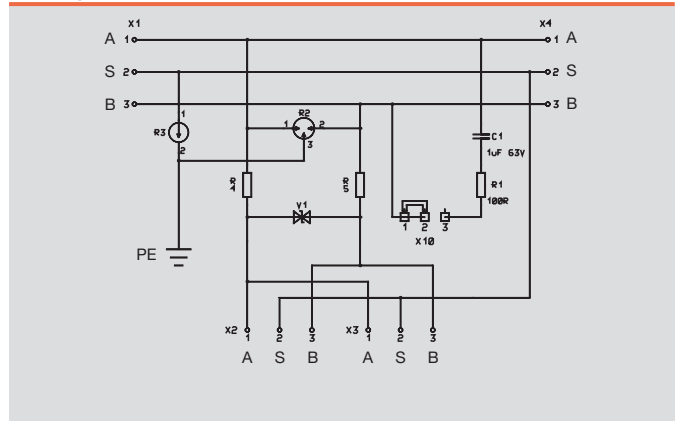 X1 X4
A 1 1 A
S 2 2 S
B 3 3 B
1 R2
R3 1 2
3 C1
2 1uF 63V
R4 R5 R1
100R
V1
1 2 3
X10
PE
X2 1 2 3 X3 1 2 3
A S B A S B